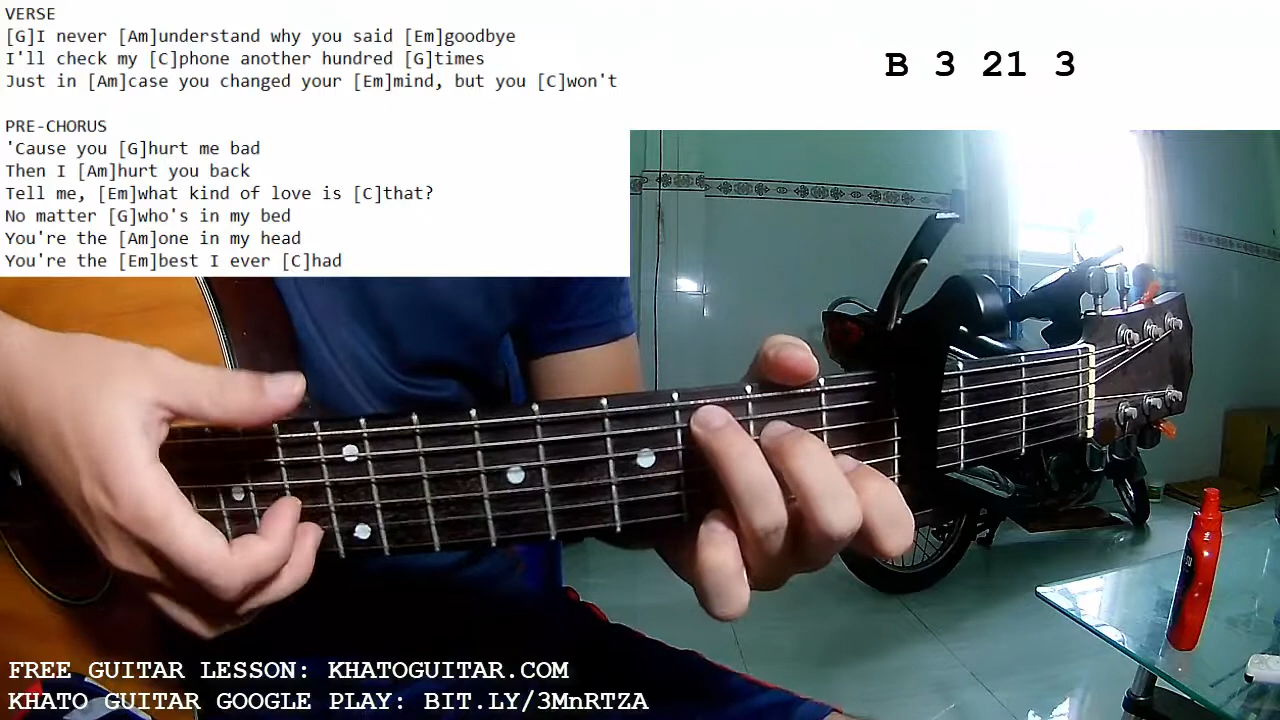 VERSE
[G]I never [Am]understand why you said [Em]goodbye
I'll check my [C]phone another hundred [G]times
Just in [Am]case you changed your [Em]mind, but you [C]won't
PRE-CHORUS
'Cause you [G]hurt me bad
Then I [Am]hurt you back
Tell me, [Em]what kind of love is [C]that?
No matter [G]who's in my bed
You're the [Am]one in my head
You're the [Em]best I ever [C]had
B 3 21 3
FREE GUITAR LESSON: KHATOGUITAR.COM
KHATO GUITAR GOOGLE PLAY: BIT.LY/3MnRTZA